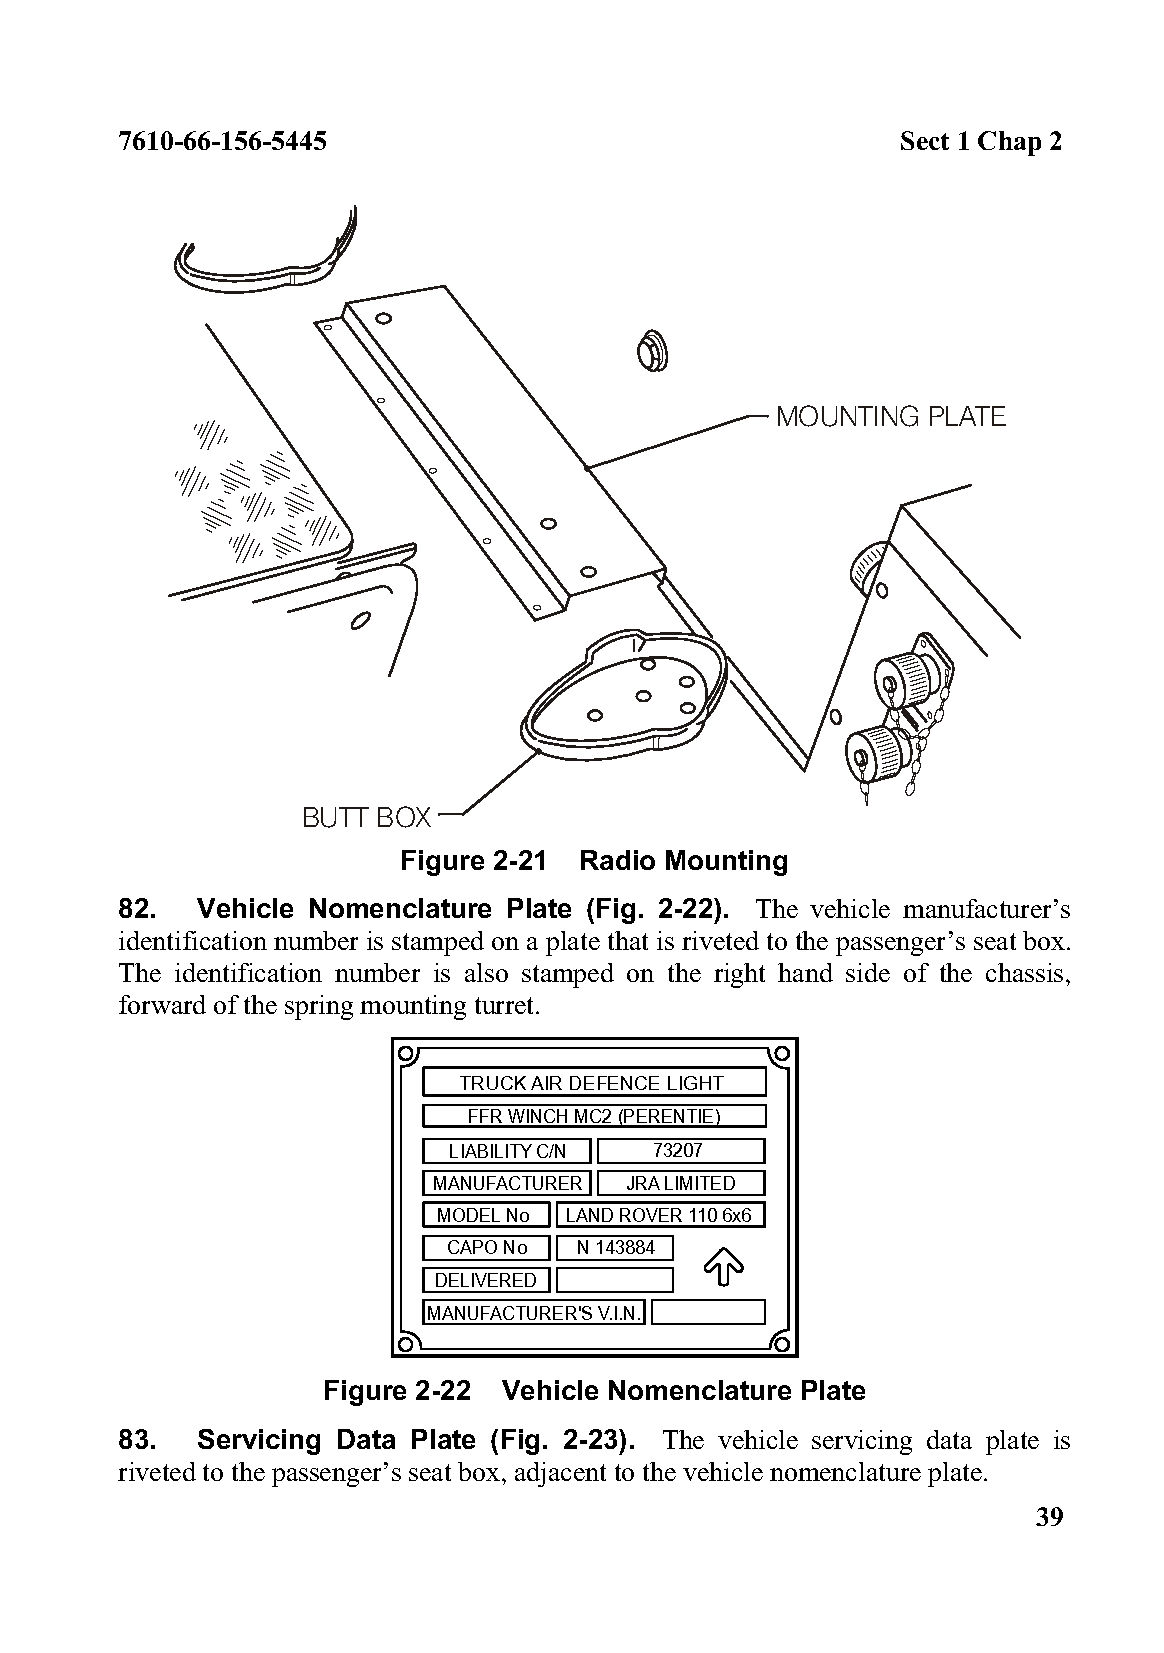 7610-66-156-5445 Sect 1 Chap 2
MOUNTING PLATE
BUTT BOX
Figure 2-21 Radio Mounting
82. Vehicle Nomenclature Plate (Fig. 2-22). The vehicle manufacturer’s
identification number is stamped on a plate that is riveted to the passenger’s seat box.
The identification number is also stamped on the right hand side of the chassis,
forward of the spring mounting turret.
TRUCK AIR DEFENCE LIGHT
FFR WINCH MC2 (PERENTIE)
LIABILITY C/N 73207
MANUFACTURER JRA LIMITED
MODEL No LAND ROVER 110 6x6
CAPO No N 143884
DELIVERED
MANUFACTURER'S V.I.N.
Figure 2-22 Vehicle Nomenclature Plate
83. Servicing Data Plate (Fig. 2-23). The vehicle servicing data plate is
riveted to the passenger’s seat box, adjacent to the vehicle nomenclature plate.
39